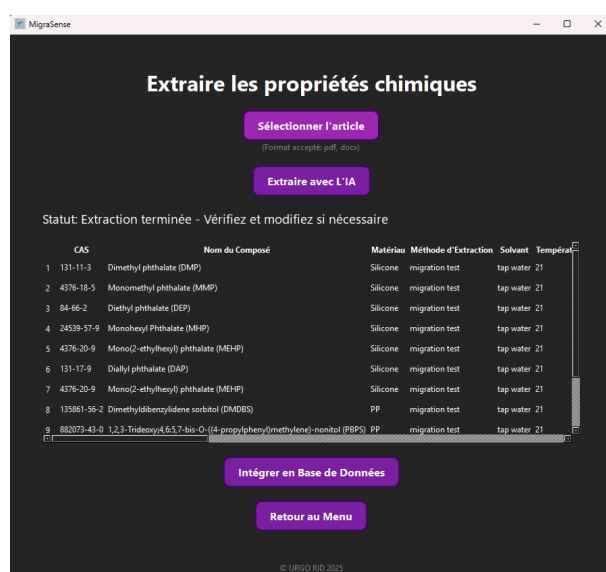 MigraSense
Extraire les propriétés chimiques
Sélectionner l'article
(Format accepté: pdf, docx)
Extraire avec L'IA
Statut: Extraction terminée - Vérifiez et modifiez si nécessaire
CAS Nom du Composé Matériau Méthode d'Extraction Solvant Températ
1 131-11-3 Dimethyl phthalate (DMP) Silicone migration test tap water 21
2 4376-18-5 Monomethyl phthalate (MMP) Silicone migration test tap water 21
3 84-66-2 Diethyl phthalate (DEP) Silicone migration test tap water 21
4 24539-57-9 Monohexyl Phthalate (MHP) Silicone migration test tap water 21
5 4376-20-9 Mono(2-ethylhexyl) phthalate (MEHP) Silicone migration test tap water 21
6 131-17-9 Diallyl phthalate (DAP) Silicone migration test tap water 21
7 4376-20-9 Mono(2-ethylhexyl) phthalate (MEHP) Silicone migration test tap water 21
8 135861-56-2 Dimethyldibenzylidene sorbitol (DMDBS) PP migration test tap water 21
9 882073-43-0 1,2,3-Trideoxy;4,6:5,7-bis-O-((4-propylphenyl)methylene)-nonitol (PBPS) PP migration test tap water 21
Intégrer en Base de Données
Retour au Menu
© URGO RID 2025